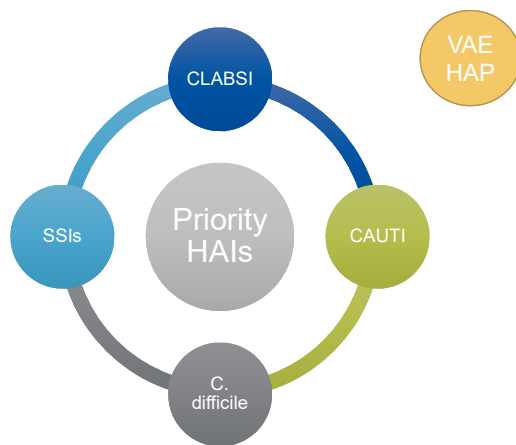 VAE
HAP
CLABSI
SSIs
Priority
HAIs
CAUTI
C.
difficile